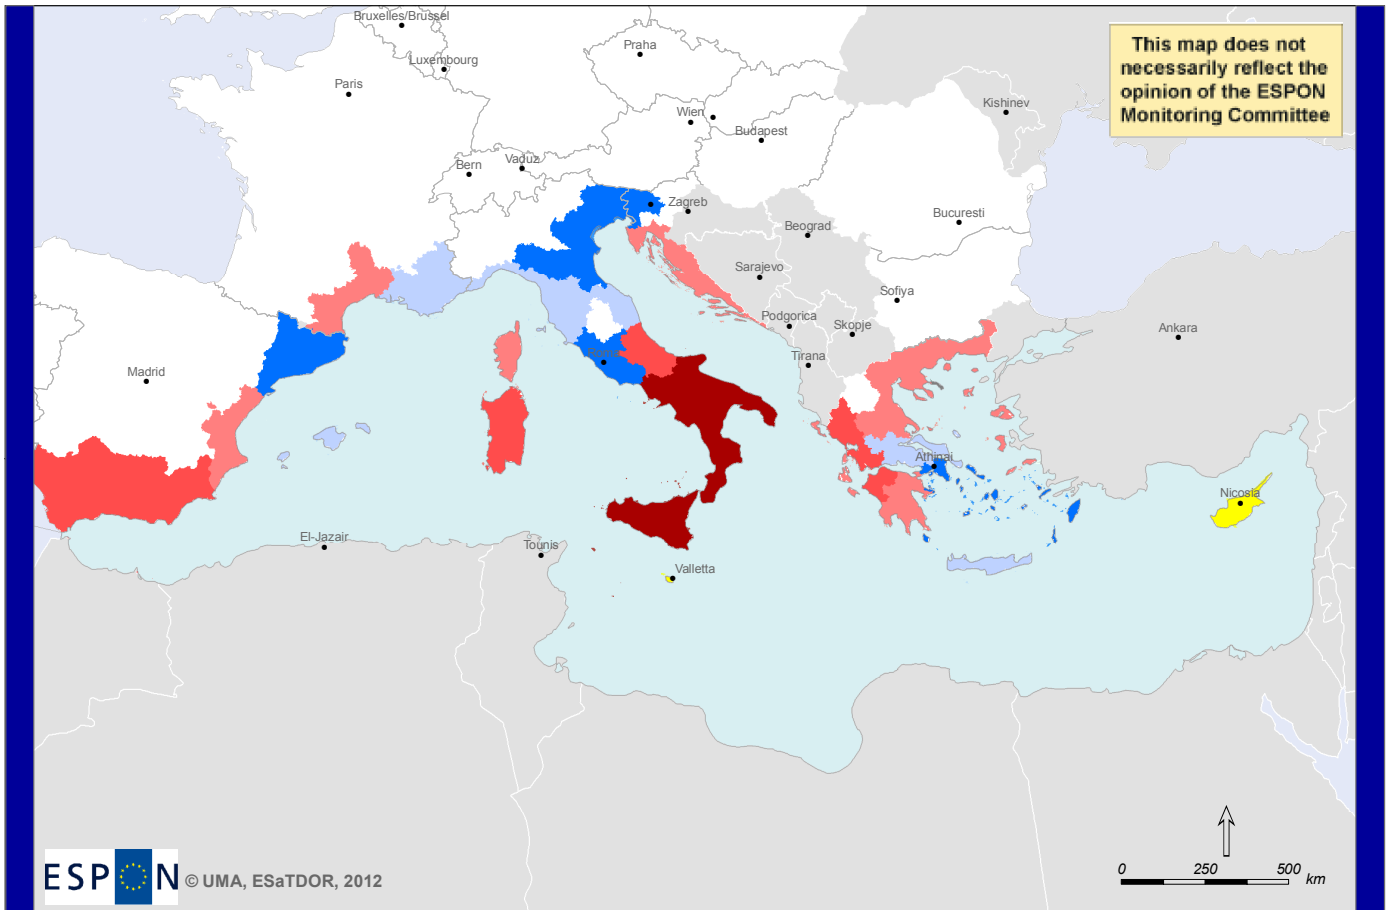 Bruxelles/Brussel
This map does not
necessarily reflect the
opinion of the ESPON
Monitoring Committee
Praha
Luxembourg
Paris
Kishinev
Wien
Budapest
Vaduz
Bern
Zagreb
Bucuresti
Beograd
Sarajevo
Sofiya
Podgorica
Skopje
Ankara
Tirana
Madrid
Athinai
Nicosia
El-Jazair
Tounis
Valletta
0 250 500
km
ESPON
© UMA, ESaTDOR, 2012